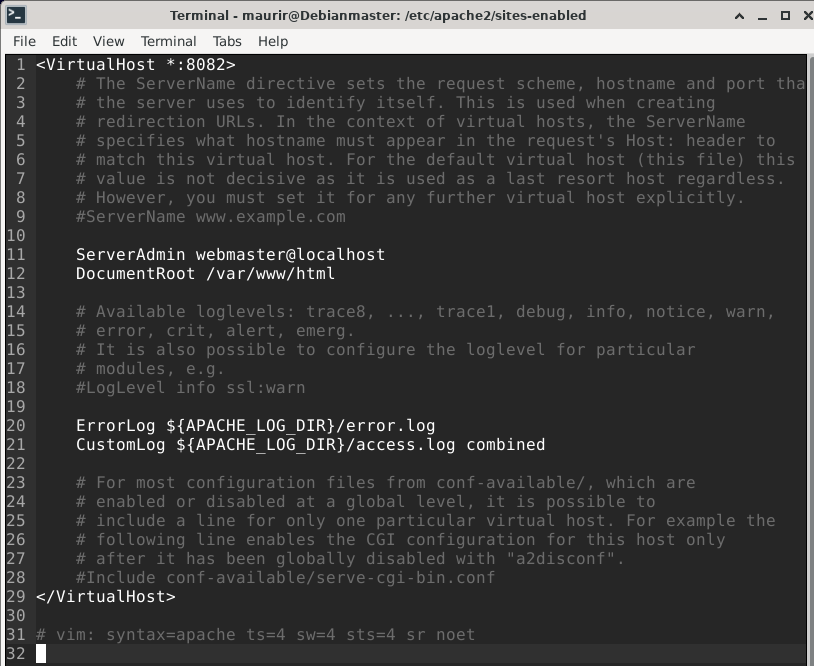 Terminal - maurir@Debianmaster: /etc/apache2/sites-enabled
File Edit View Terminal Tabs Help
1 <VirtualHost *:8082>
2 # The ServerName directive sets the request scheme, hostname and port tha
3 # the server uses to identify itself. This is used when creating
4 # redirection URLs. In the context of virtual hosts, the ServerName
5 # specifies what hostname must appear in the request's Host: header to
6 # match this virtual host. For the default virtual host (this file) this
7 # value is not decisive as it is used as a last resort host regardless.
8 # However, you must set it for any further virtual host explicitly.
9 #ServerName www.example.com
10
11 ServerAdmin webmaster@localhost
12 DocumentRoot /var/www/html
13
14 # Available loglevels: trace8, ..., trace1, debug, info, notice, warn,
15 # error, crit, alert, emerg.
16 # It is also possible to configure the loglevel for particular
17 # modules, e.g.
18 #LogLevel info ssl:warn
19
20 ErrorLog ${APACHE_LOG_DIR}/error.log
21 CustomLog ${APACHE_LOG_DIR}/access.log combined
22
23 # For most configuration files from conf-available/, which are
24 # enabled or disabled at a global level, it is possible to
25 # include a line for only one particular virtual host. For example the
26 # following line enables the CGI configuration for this host only
27 # after it has been globally disabled with "a2disconf".
28 #Include conf-available/serve-cgi-bin.conf
29 </VirtualHost>
30
31 # vim: syntax=apache ts=4 sw=4 sts=4 sr noet
32